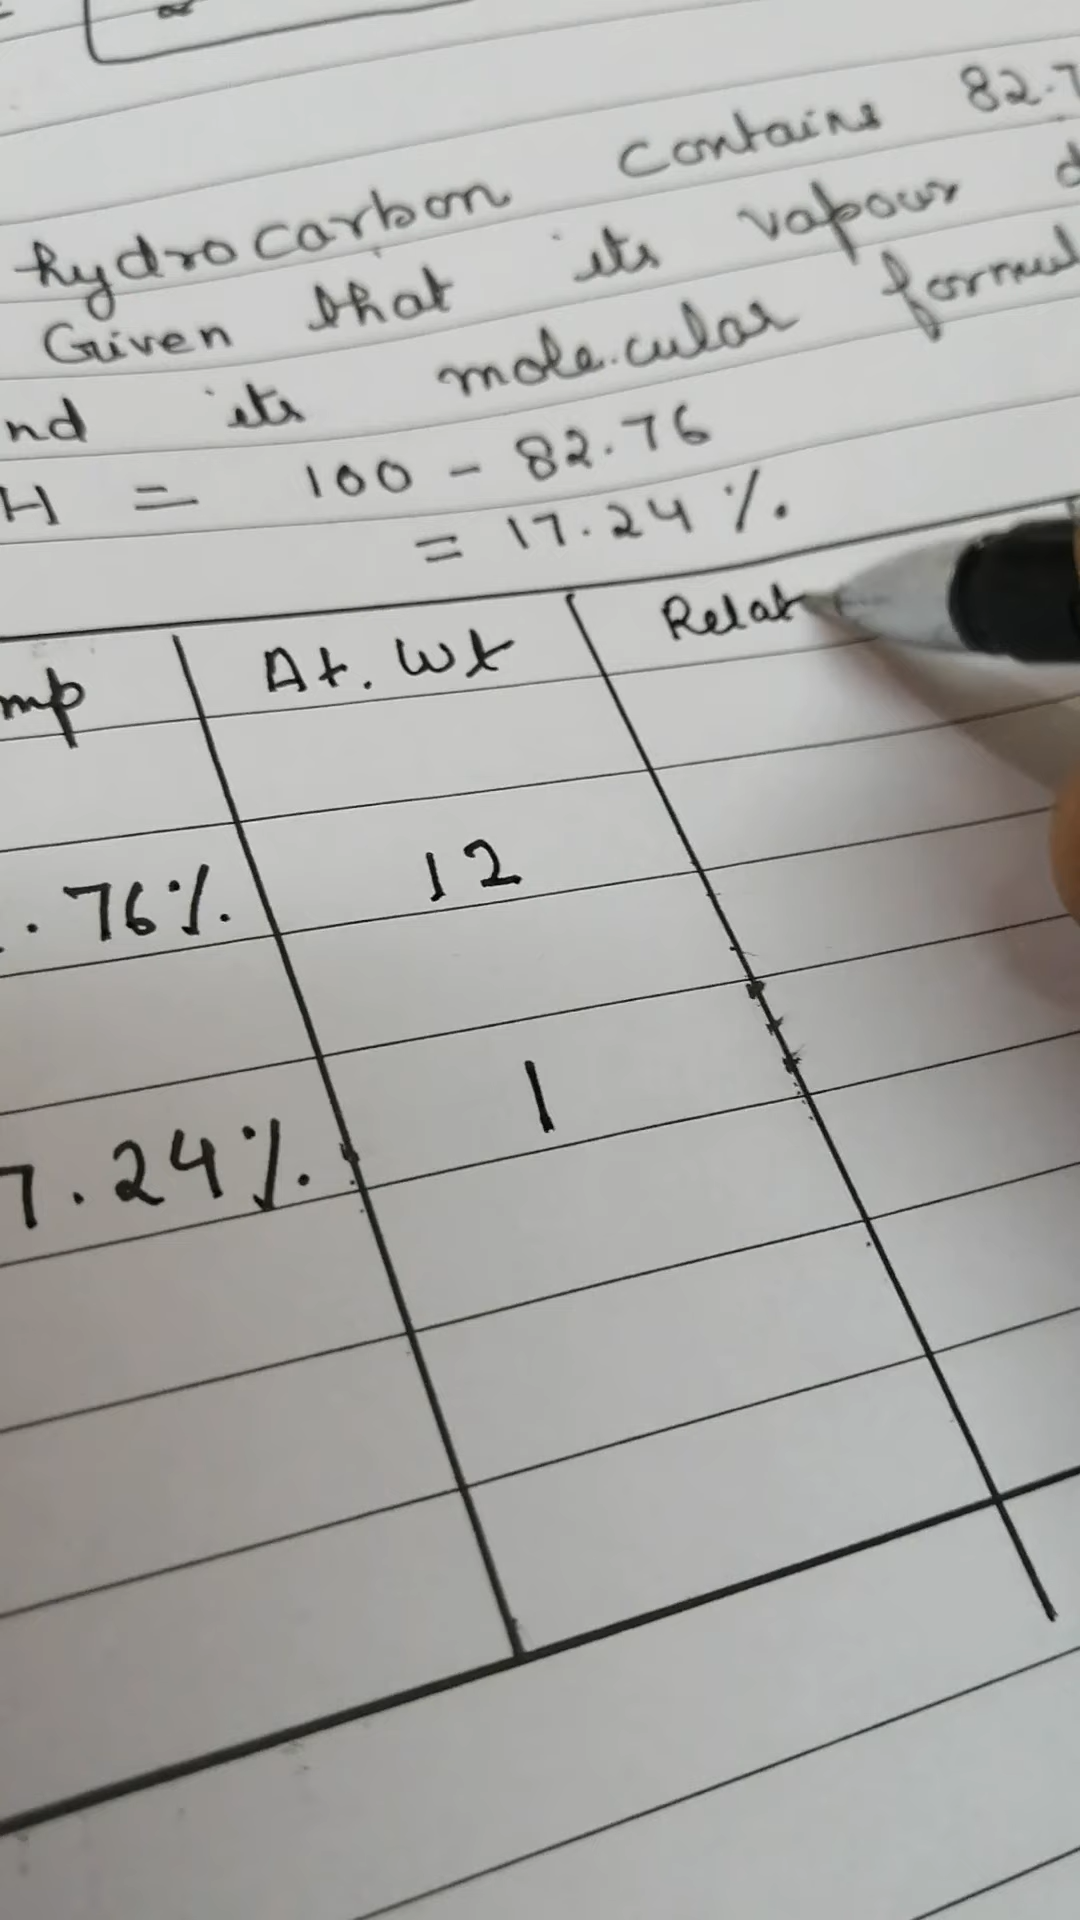 hydrocarbon contains 82.7
Given that its vapour d
nd its molecular formul
H = 100 - 82.76
= 17.24 %.
mp At. Wt Relat
. 76%. 12
7.24%. 1